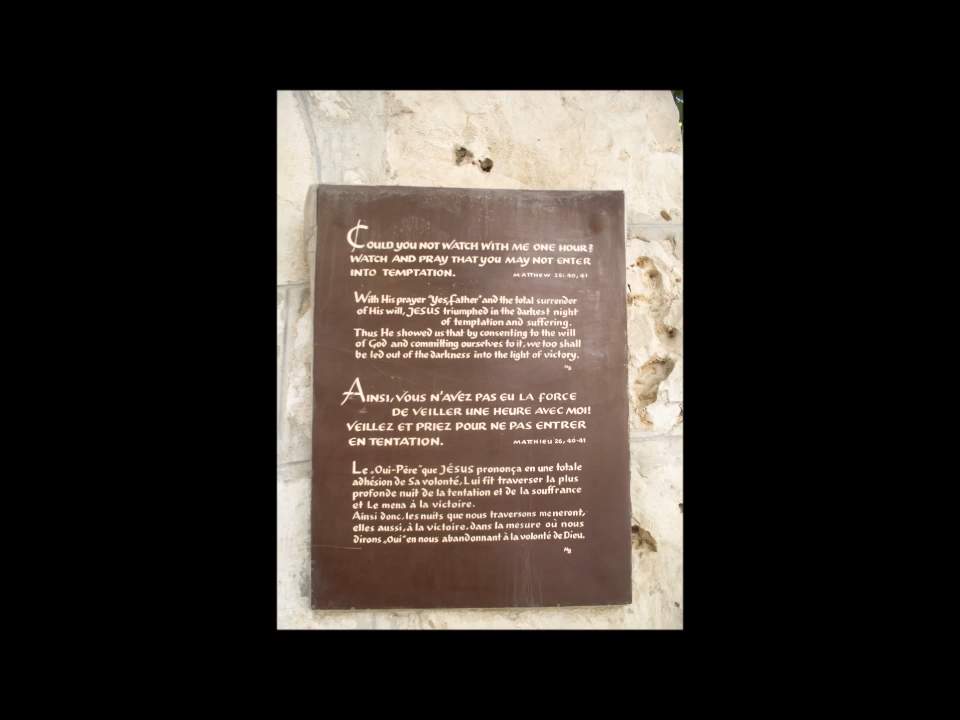 COULD YOU NOT WATCH WITH ME ONE HOUR?
WATCH AND PRAY THAT YOU MAY NOT ENTER
INTO TEMPTATION. MATTHEW 26:40,41
With His prayer "Yes, Father" and the total surrender
of His will, JESUS triumphed in the darkest night
of temptation and suffering.
Thus He showed us that by consenting to the will
of God and committing ourselves to it, we too shall
be led out of the darkness into the light of victory.
MB
AINSI, VOUS N'AVEZ PAS EU LA FORCE
DE VEILLER UNE HEURE AVEC MOI!
VEILLEZ ET PRIEZ POUR NE PAS ENTRER
EN TENTATION. MATTHIEU 26, 40-41
Le „Oui-Père" que JÉSUS prononça en une totale
adhésion de Sa volonté, Lui fit traverser la plus
profonde nuit de la tentation et de la souffrance
et Le mena à la victoire.
Ainsi donc, les nuits que nous traversons meneront,
elles aussi, à la victoire, dans la mesure où nous
dirons „Oui" en nous abandonnant à la volonté de Dieu.
MB